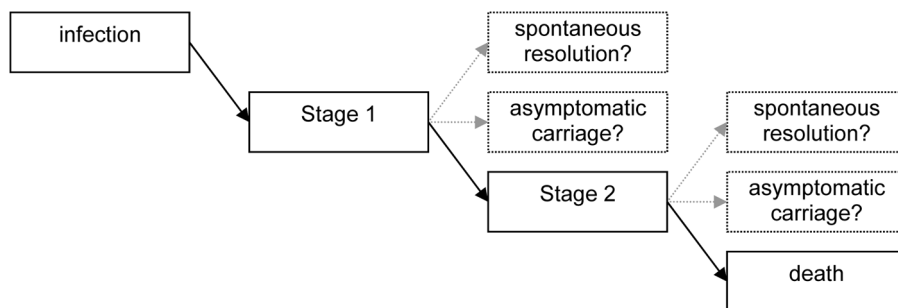 infection
Stage 1
spontaneous
resolution?
asymptomatic
carriage?
Stage 2
spontaneous
resolution?
asymptomatic
carriage?
death